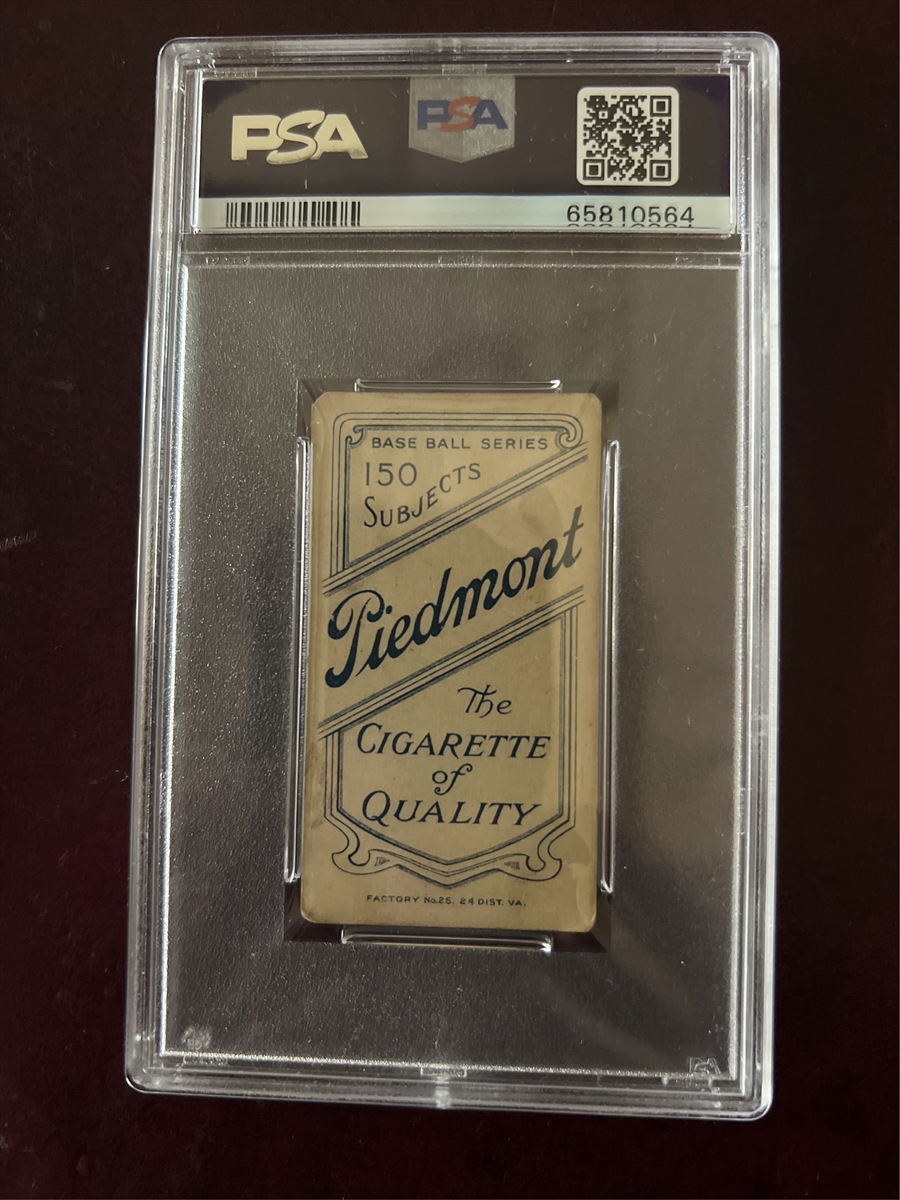 PSA
PSA
65810564
BASE BALL SERIES
150
SUBJECTS
Piedmont
The
CIGARETTE
of
QUALITY
FACTORY No.25. 24 DIST. VA.